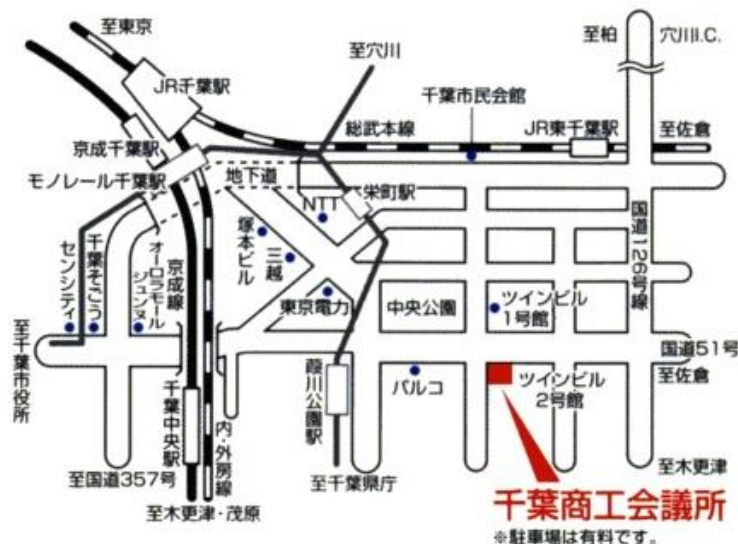 至東京
至穴川
至柏
穴川I.C.
JR千葉駅
千葉市民会館
総武本線
JR東千葉駅
至佐倉
京成千葉駅
モノレール千葉駅
地下道
栄町駅
NTT
塚本ビル
三越
国道126号線
センシティ
千葉そごう
オーロラモール
ジュンヌ
京成線
東京電力
中央公園
ツインビル
1号館
至千葉市役所
国道51号
至佐倉
葭川公園駅
パルコ
ツインビル
2号館
千葉中央駅
内・外房線
至国道357号
至千葉県庁
至木更津
至木更津・茂原
千葉商工会議所
※駐車場は有料です。